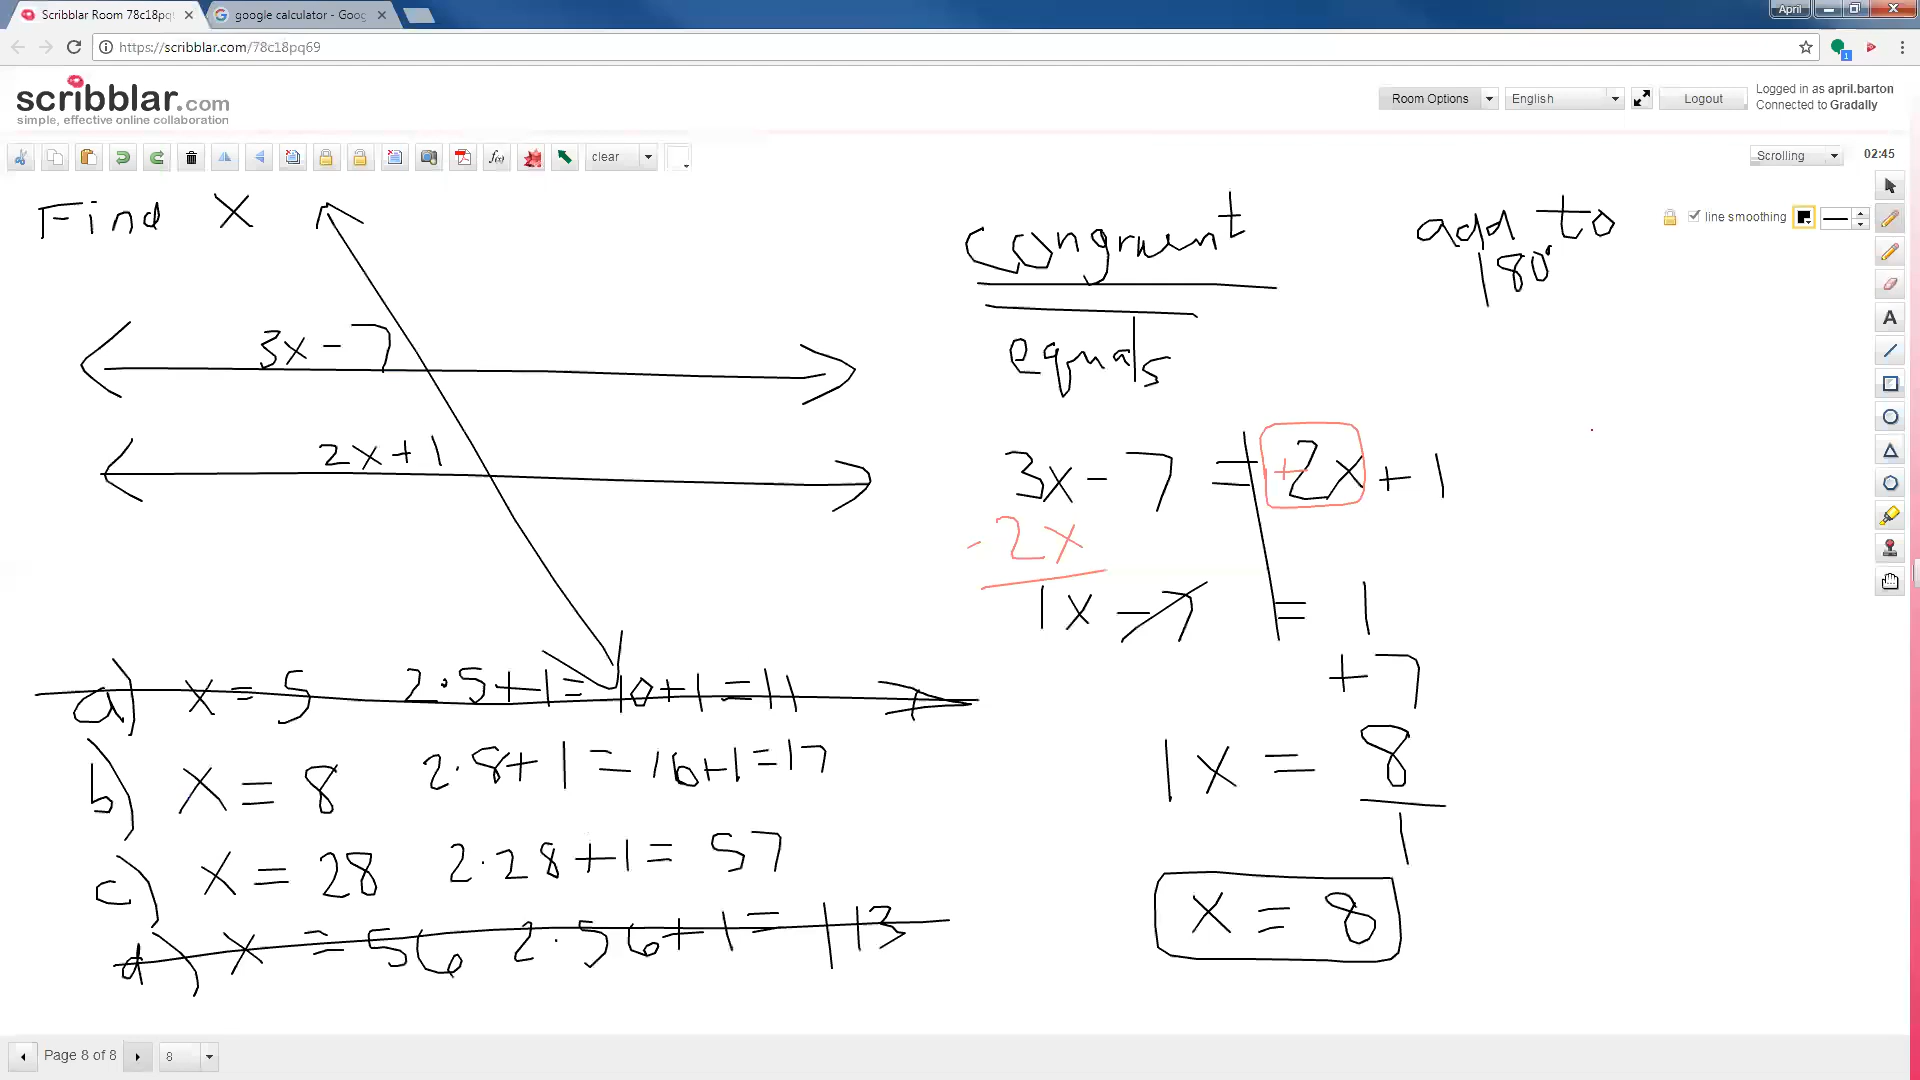 Scribblar Room 78c18pq
google calculator - Goog
April
https://scribblar.com/78c18pq69
1
scribblar.com
simple, effective online collaboration
Room Options
English
Logout
Logged in as april.barton
Connected to Gradally
f(x)
clear
Scrolling
02:45
line smoothing
A
Find X
3x - 7
2x + 1
Congruent
equals
add to
180°
3x - 7 = +2x + 1
- 2x
1x - 7 = 1
+ 7
1x = 8
1
x = 8
a) x = 5 2·5+1= 10+1=11
b) x = 8 2·8+1=16+1=17
c) x = 28 2·28+1= 57
d) x = 56 2·56+1= 113
Page 8 of 8
8